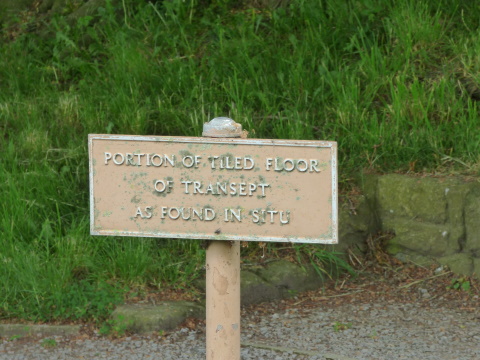 PORTION OF TILED FLOOR
OF TRANSEPT
AS FOUND IN SITU